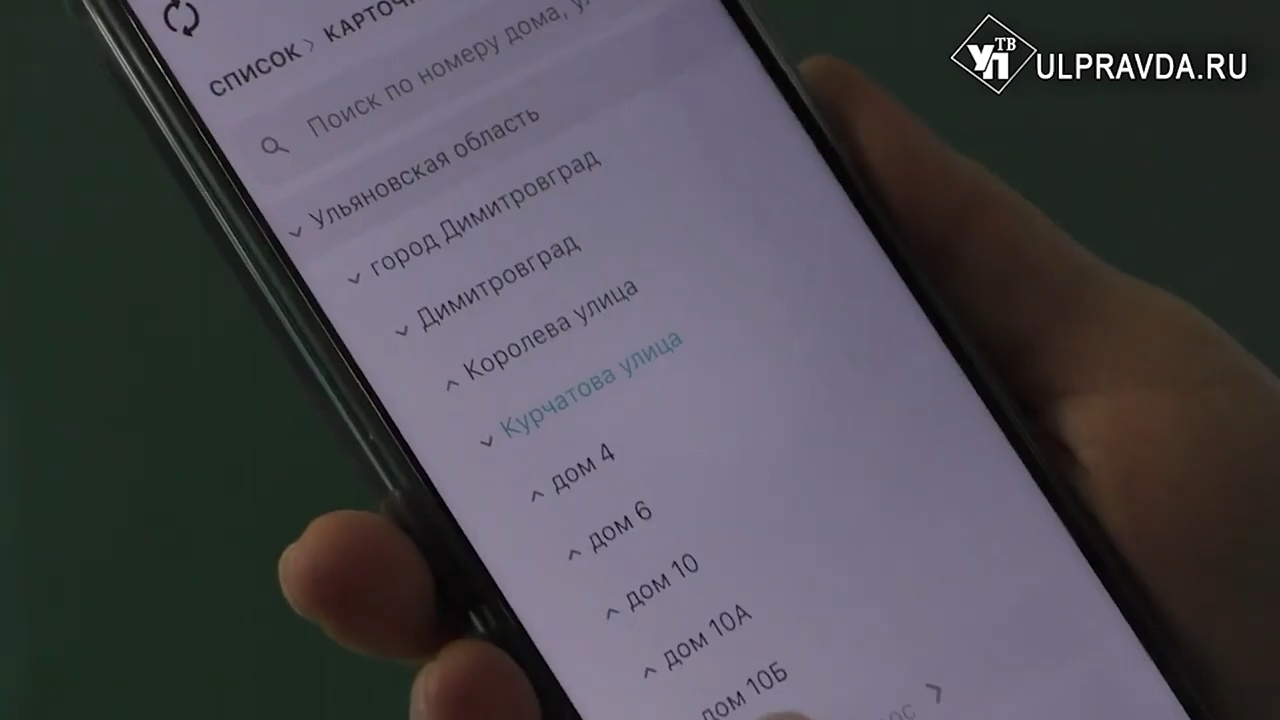 УП ТВ
ULPRAVDA.RU
СПИСОК
Поиск по номеру дома,
Ульяновская область
город Димитровград
Димитровград
Королева улица
Курчатова улица
дом 4
дом 6
дом 10
дом 10А
дом 10Б